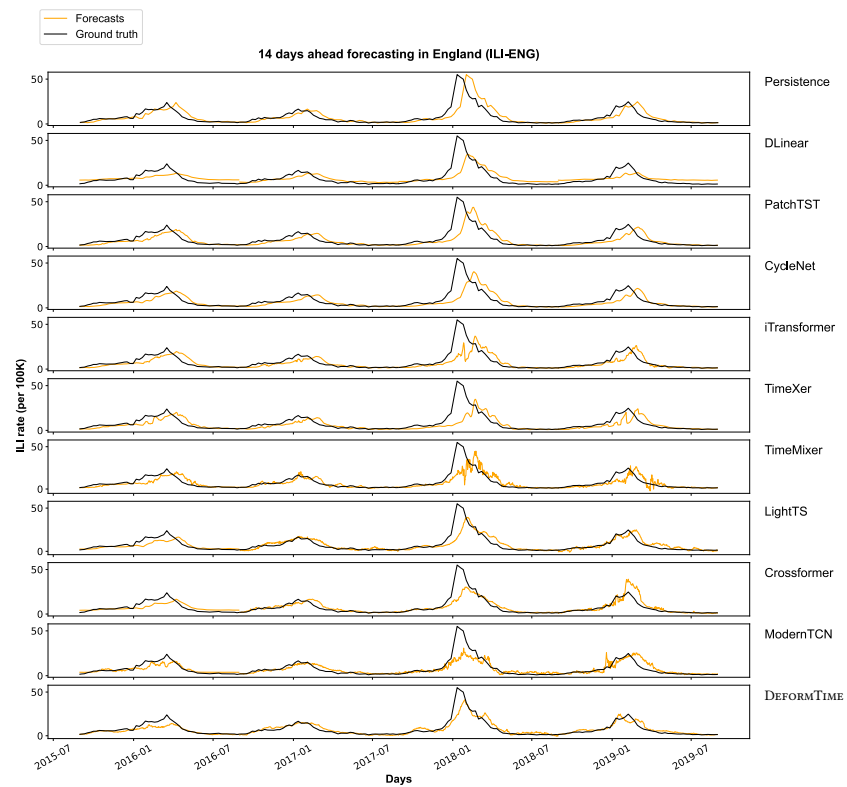 Forecasts
Ground truth
14 days ahead forecasting in England (ILI-ENG)
50
0
Persistence
50
0
DLinear
50
0
PatchTST
50
0
CycleNet
50
0
iTransformer
ILI rate (per 100K)
50
0
TimeXer
50
0
TimeMixer
50
0
LightTS
50
0
Crossformer
50
0
ModernTCN
50
0
DEFORMTIME
2015-07
2016-01
2016-07
2017-01
2017-07
2018-01
2018-07
2019-01
2019-07
Days